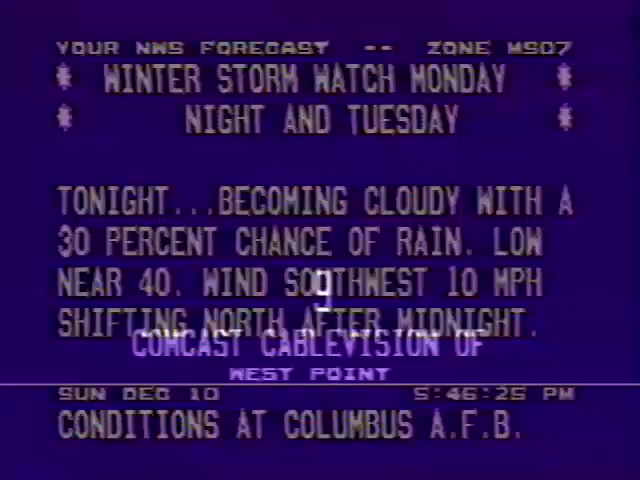 YOUR NWS FORECAST -- ZONE MS07
* WINTER STORM WATCH MONDAY *
* NIGHT AND TUESDAY *
TONIGHT...BECOMING CLOUDY WITH A
30 PERCENT CHANCE OF RAIN. LOW
NEAR 40. WIND SOUTHWEST 10 MPH
9
SHIFTING NORTH AFTER MIDNIGHT.
COMCAST CABLEVISION OF
WEST POINT
SUN DEC 10 5:46:25 PM
CONDITIONS AT COLUMBUS A.F.B.